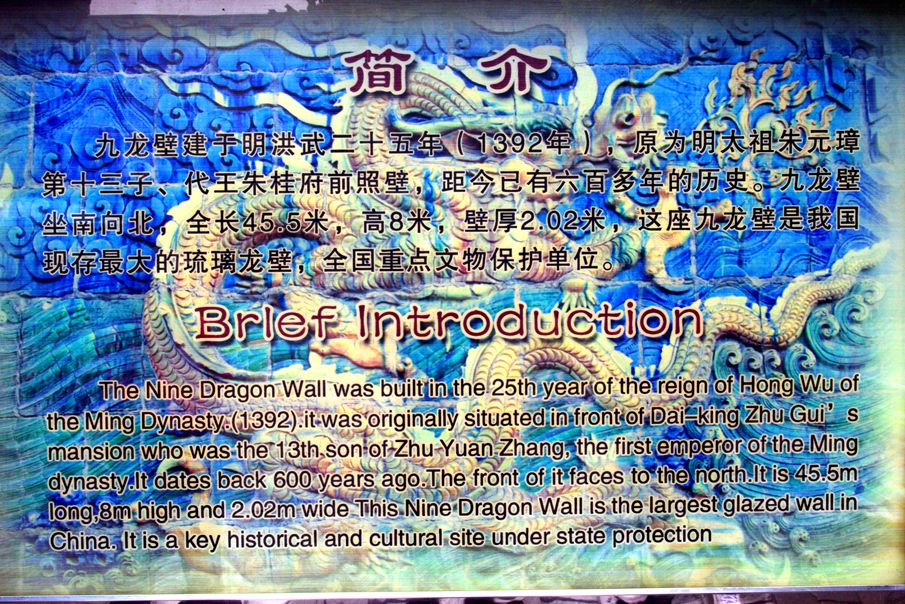 简介
九龙壁建于明洪武二十五年（1392年），原为明太祖朱元璋
第十三子、代王朱桂府前照壁，距今已有六百多年的历史。九龙壁
坐南向北，全长45.5米，高8米，壁厚2.02米，这座九龙壁是我国
现存最大的琉璃龙壁，全国重点文物保护单位。
Brief Introduction
The Nine Dragon Wall was built in the 25th year of the reign of Hong Wu of
the Ming Dynasty.(1392).it was originally situated in front of Dai-king Zhu Gui's
mansion who was the 13th son of Zhu Yuan Zhang, the first emperor of the Ming
dynasty.It dates back 600 years ago.The front of it faces to the north.It is 45.5m
long,8m high and 2.02m wide.This Nine Dragon Wall is the largest glazed wall in
China. It is a key historical and cultural site under state protection